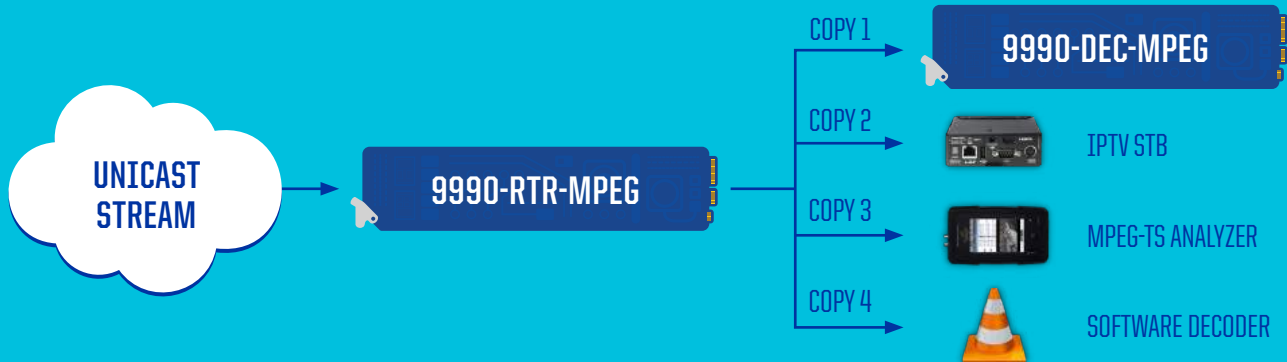 UNICAST
STREAM
9990-RTR-MPEG
COPY 1
9990-DEC-MPEG
COPY 2
IPTV STB
COPY 3
MPEG-TS ANALYZER
COPY 4
SOFTWARE DECODER